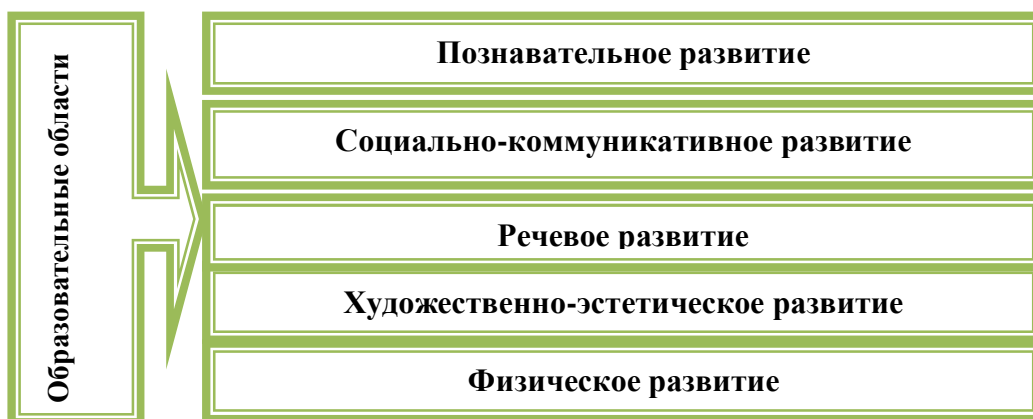 Образовательные области
Познавательное развитие
Социально-коммуникативное развитие
Речевое развитие
Художественно-эстетическое развитие
Физическое развитие